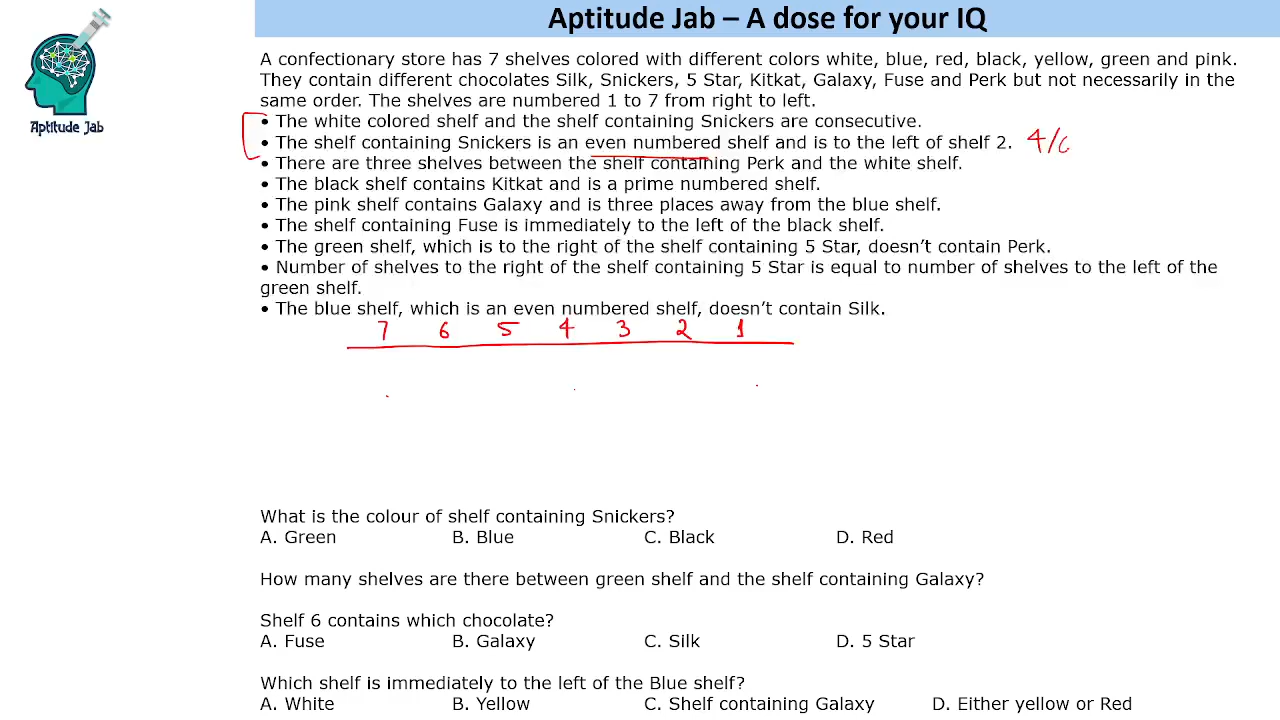 Aptitude Jab – A dose for your IQ
Aptitude Jab
A confectionary store has 7 shelves colored with different colors white, blue, red, black, yellow, green and pink.
They contain different chocolates Silk, Snickers, 5 Star, Kitkat, Galaxy, Fuse and Perk but not necessarily in the
same order. The shelves are numbered 1 to 7 from right to left.
• The white colored shelf and the shelf containing Snickers are consecutive.
• The shelf containing Snickers is an even numbered shelf and is to the left of shelf 2. 4/
• There are three shelves between the shelf containing Perk and the white shelf.
• The black shelf contains Kitkat and is a prime numbered shelf.
• The pink shelf contains Galaxy and is three places away from the blue shelf.
• The shelf containing Fuse is immediately to the left of the black shelf.
• The green shelf, which is to the right of the shelf containing 5 Star, doesn't contain Perk.
• Number of shelves to the right of the shelf containing 5 Star is equal to number of shelves to the left of the
green shelf.
• The blue shelf, which is an even numbered shelf, doesn't contain Silk.
7 6 5 4 3 2 1
What is the colour of shelf containing Snickers?
A. Green B. Blue C. Black D. Red
How many shelves are there between green shelf and the shelf containing Galaxy?
Shelf 6 contains which chocolate?
A. Fuse B. Galaxy C. Silk D. 5 Star
Which shelf is immediately to the left of the Blue shelf?
A. White B. Yellow C. Shelf containing Galaxy D. Either yellow or Red